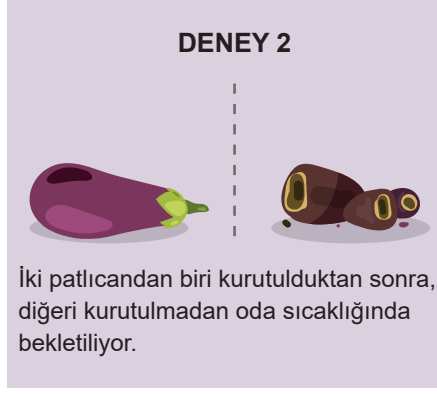 DENEY 2
İki patlıcandan biri kurutulduktan sonra,
diğeri kurutulmadan oda sıcaklığında
bekletiliyor.